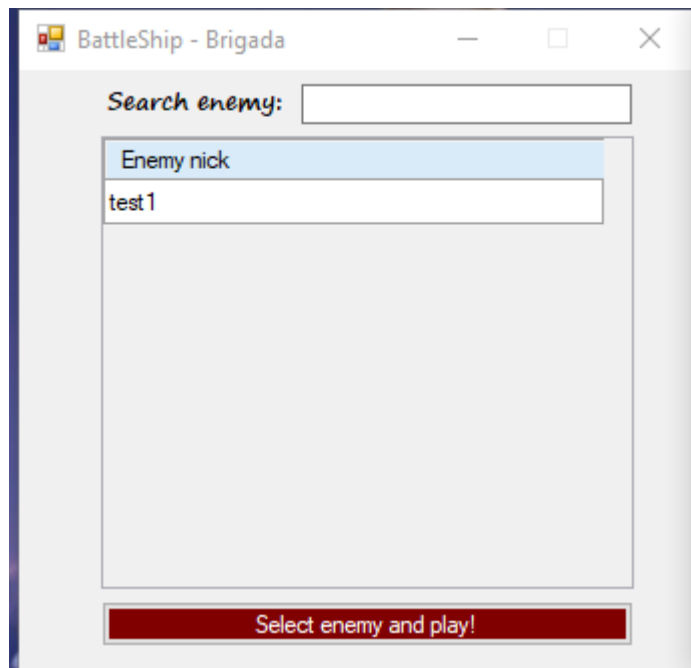 BattleShip - Brigada
Search enemy:
Enemy nick
test1
Select enemy and play!